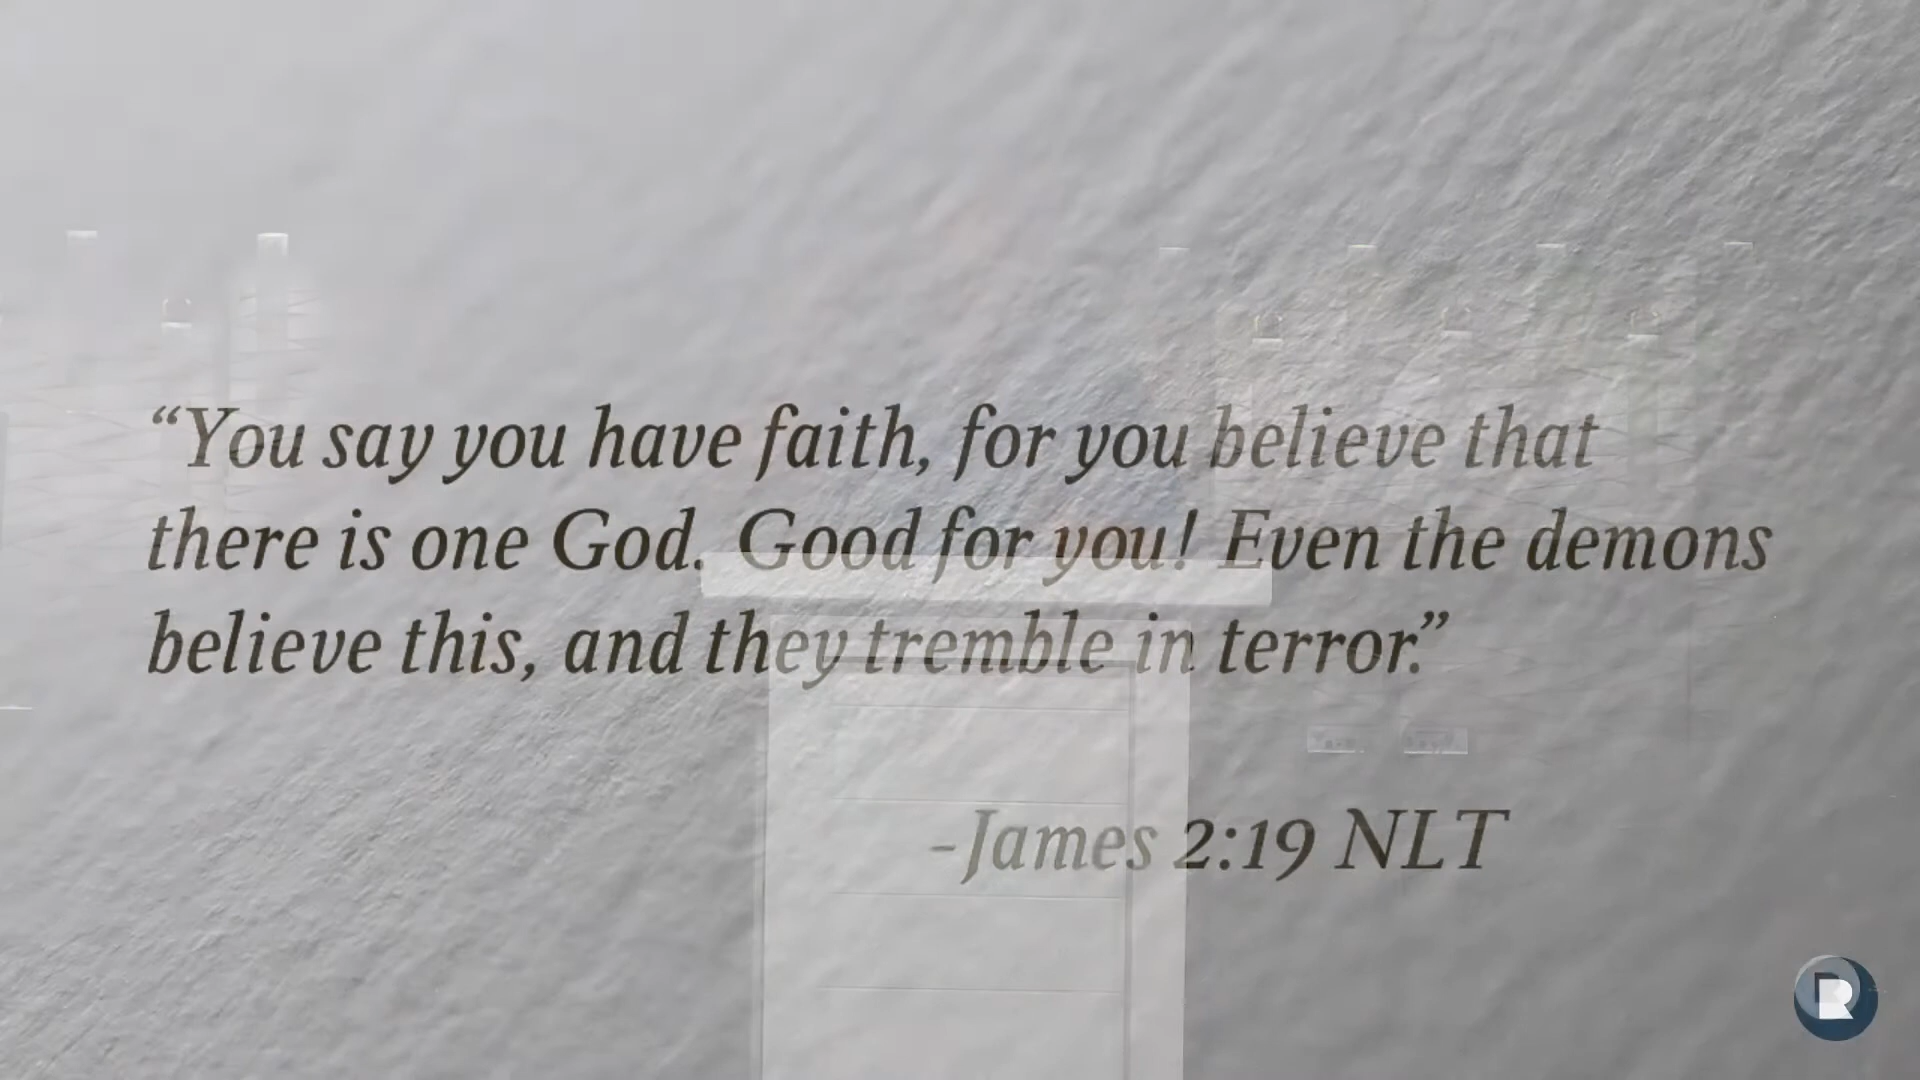 “You say you have faith, for you believe that
there is one God. Good for you! Even the demons
believe this, and they tremble in terror.”
-James 2:19 NLT
R